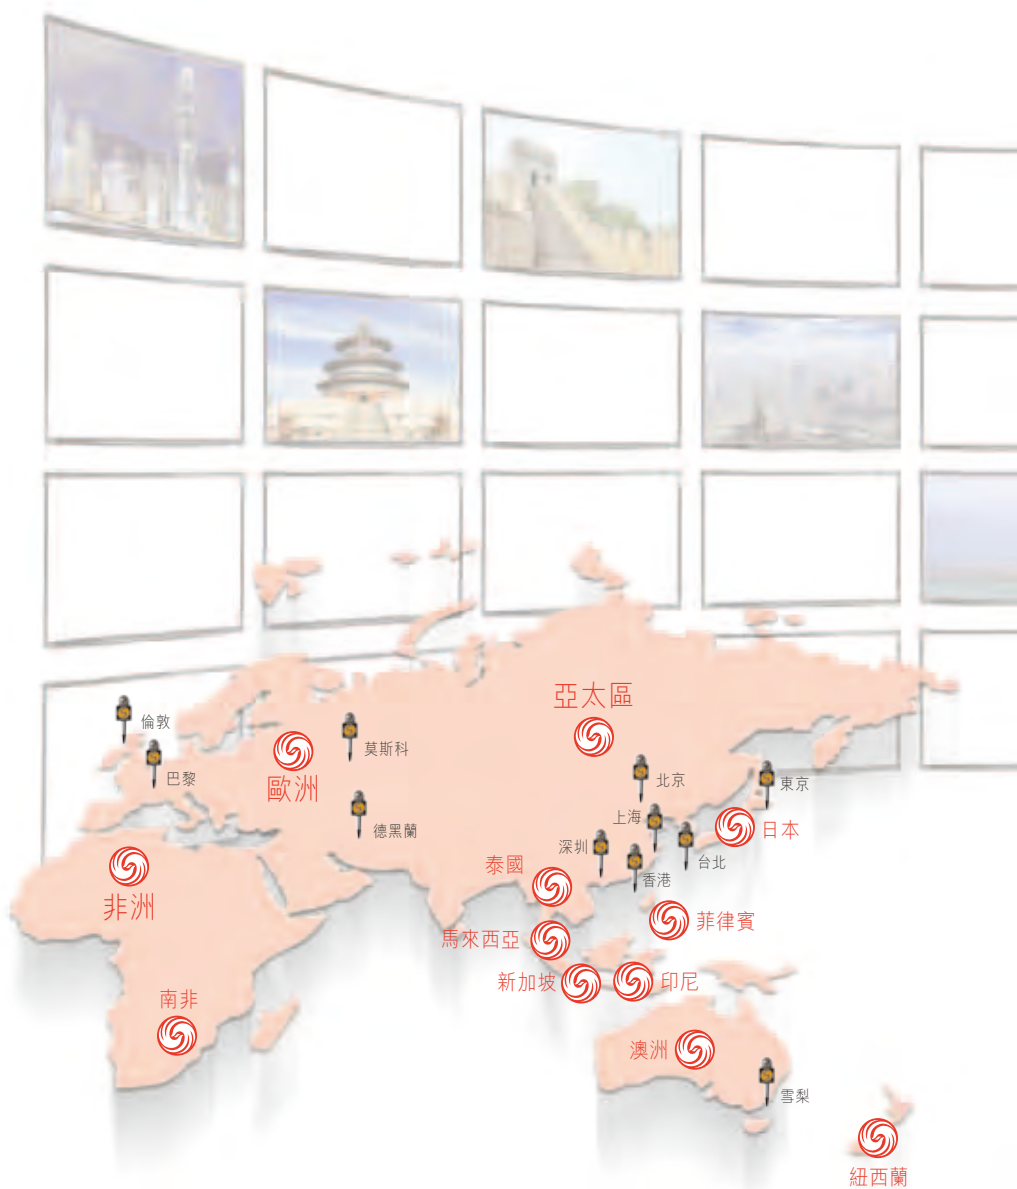 亞太區
倫敦
莫斯科
巴黎
歐洲
北京
東京
上海
德黑蘭
日本
深圳
台北
泰國
香港
非洲
菲律賓
馬來西亞
新加坡
印尼
南非
澳洲
雪梨
紐西蘭